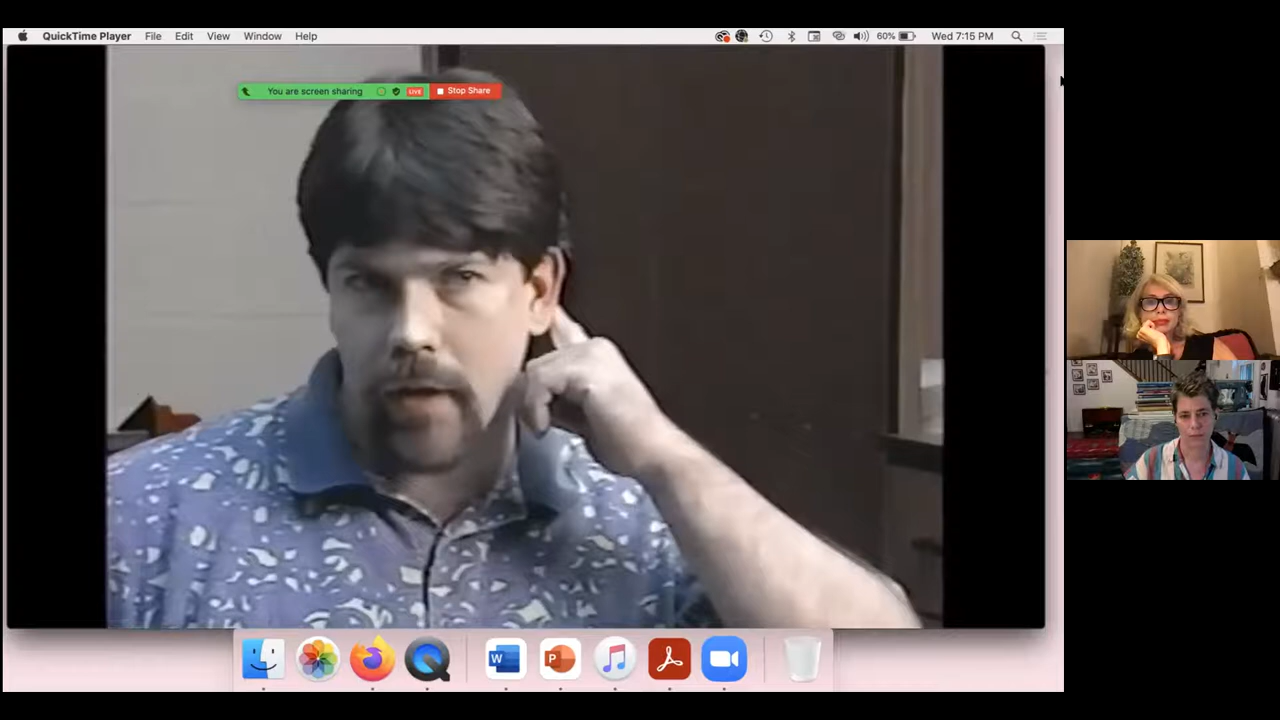 QuickTime Player File Edit View Window Help 60% Wed 7:15 PM
You are screen sharing LIVE Stop Share
W P